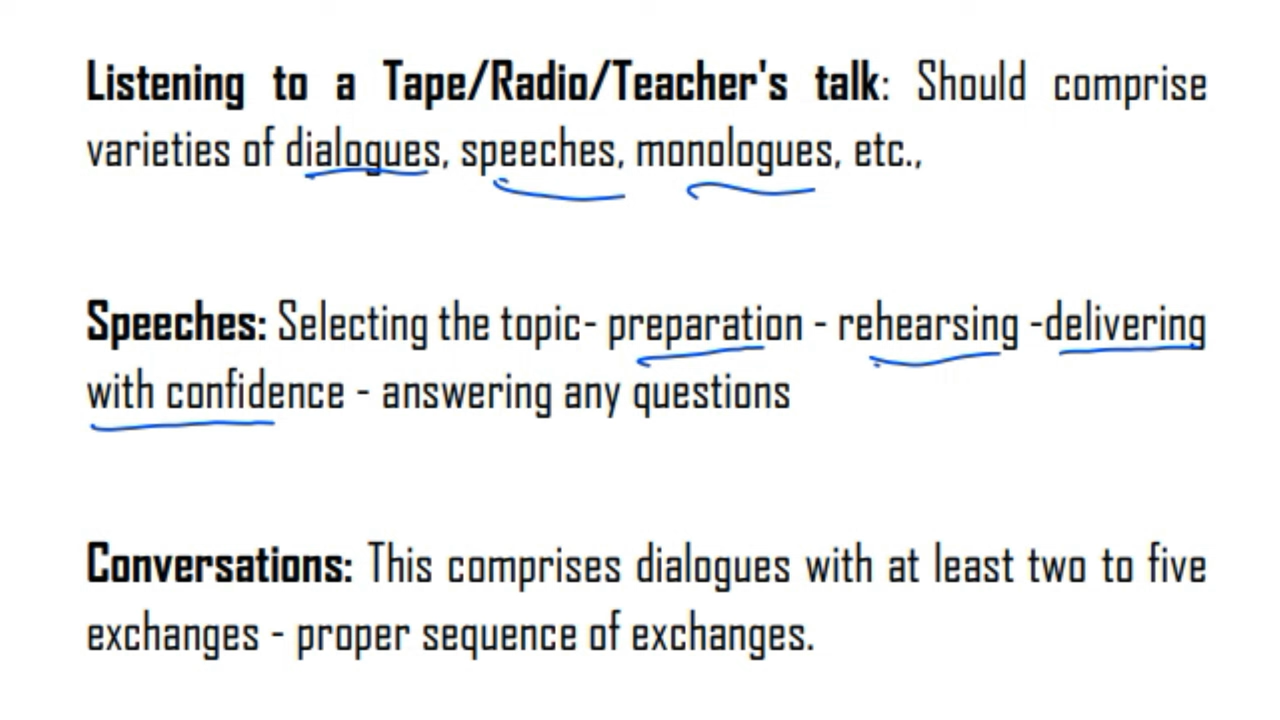 Listening to a Tape/Radio/Teacher's talk: Should comprise
varieties of dialogues, speeches, monologues, etc.,
Speeches: Selecting the topic- preparation - rehearsing -delivering
with confidence - answering any questions
Conversations: This comprises dialogues with at least two to five
exchanges - proper sequence of exchanges.